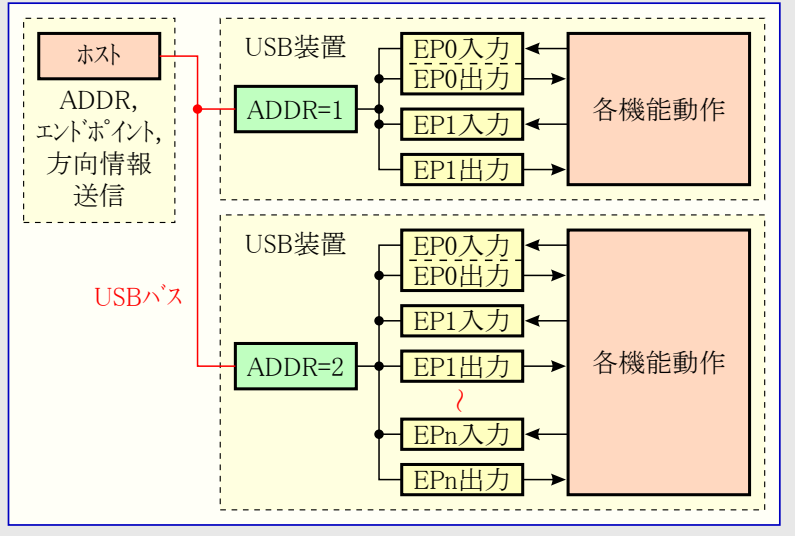 ホスト
ADDR,
エンドポイント,
方向情報
送信
USBバス
USB装置
ADDR=1
EP0入力
EP0出力
EP1入力
EP1出力
各機能動作
USB装置
ADDR=2
EP0入力
EP0出力
EP1入力
EP1出力
~
EPn入力
EPn出力
各機能動作